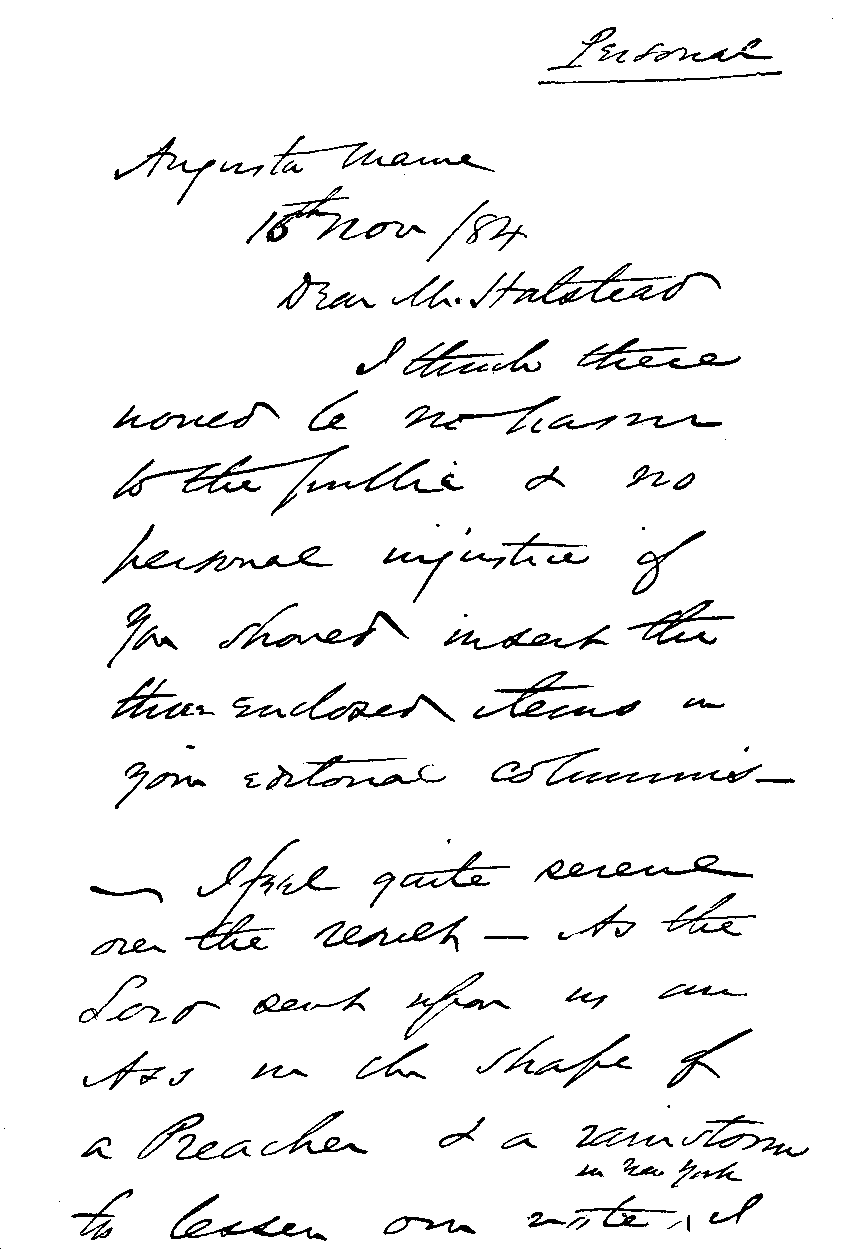 Personal
Augusta Maine
16th Nov /84
Dear Mr. Halstead
I think there
would be no harm
to the public & no
personal injustice if
You should insert the
three enclosed items in
your editorial columns —
— I feel quite serene
over the result — As the
Lord sent upon us an
Ass in the shape of
a Preacher & a rainstorm
in New York
to lessen our vote, I